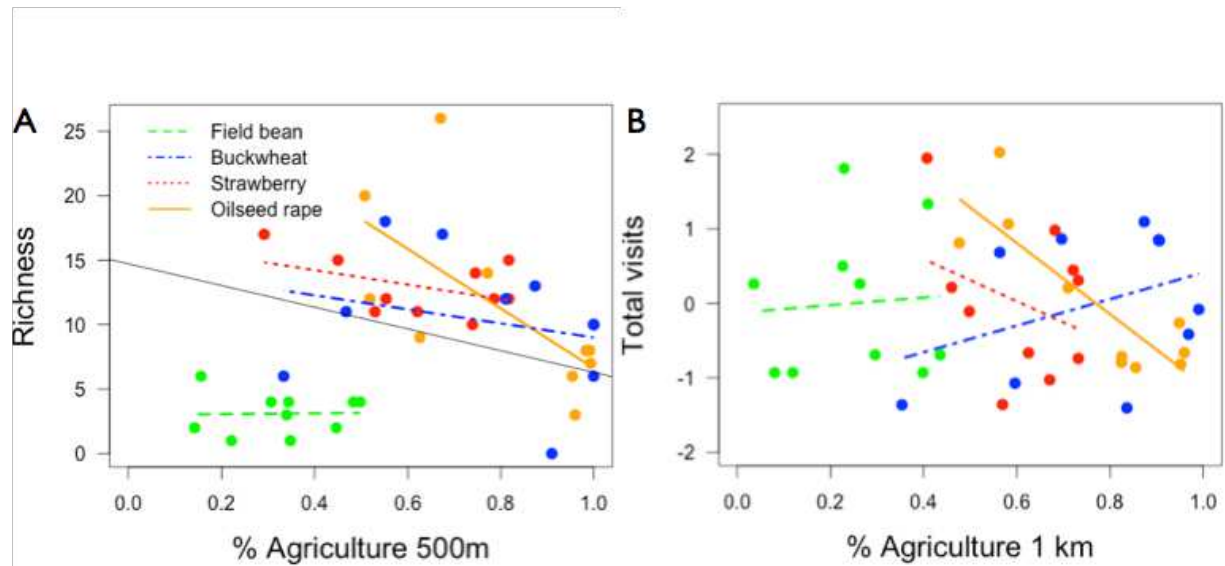 A
Richness
25
20
15
10
5
0
Field bean
Buckwheat
Strawberry
Oilseed rape
0.0 0.2 0.4 0.6 0.8 1.0
% Agriculture 500m
B
Total visits
2
1
0
-1
-2
0.0 0.2 0.4 0.6 0.8 1.0
% Agriculture 1 km